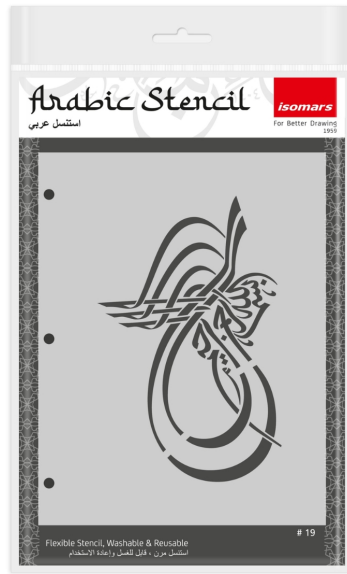 Arabic Stencil
استنسل عربي
isomars
For Better Drawing
1959
# 19
Flexible Stencil, Washable & Reusable
استنسل مرن ، قابل للغسل وإعادة الاستخدام